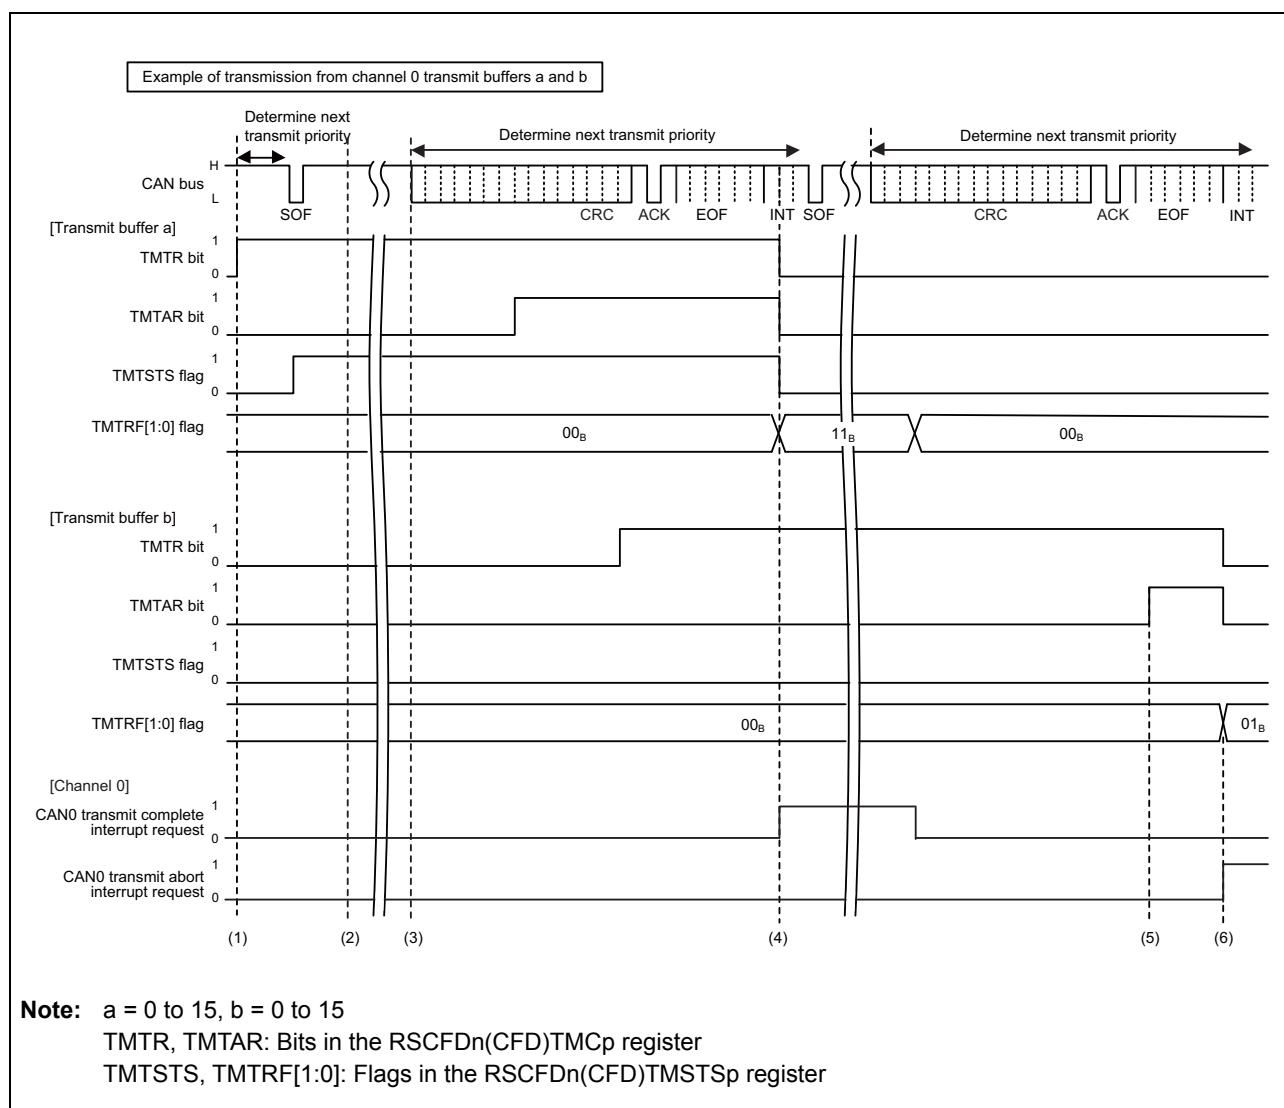 Example of transmission from channel 0 transmit buffers a and b
Determine next
transmit priority
Determine next transmit priority
Determine next transmit priority
H
CAN bus
L
SOF
CRC
ACK
EOF
INT
SOF
CRC
ACK
EOF
INT
[Transmit buffer a]
1
TMTR bit
0
1
TMTAR bit
0
1
TMTSTS flag
0
TMTRF[1:0] flag
00B
11B
00B
[Transmit buffer b]
1
TMTR bit
0
1
TMTAR bit
0
1
TMTSTS flag
0
TMTRF[1:0] flag
00B
01B
[Channel 0]
CAN0 transmit complete
interrupt request
1
0
CAN0 transmit abort
interrupt request
1
0
(1)
(2)
(3)
(4)
(5)
(6)
Note: a = 0 to 15, b = 0 to 15
TMTR, TMTAR: Bits in the RSCFDn(CFD)TMCp register
TMTSTS, TMTRF[1:0]: Flags in the RSCFDn(CFD)TMSTSp register